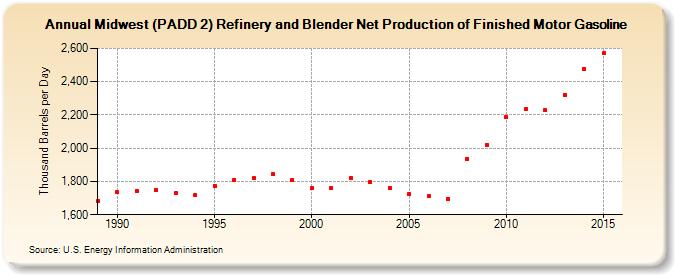 Annual Midwest (PADD 2) Refinery and Blender Net Production of Finished Motor Gasoline
Thousand Barrels per Day
2,600
2,400
2,200
2,000
1,800
1,600
1990 1995 2000 2005 2010 2015
Source: U.S. Energy Information Administration